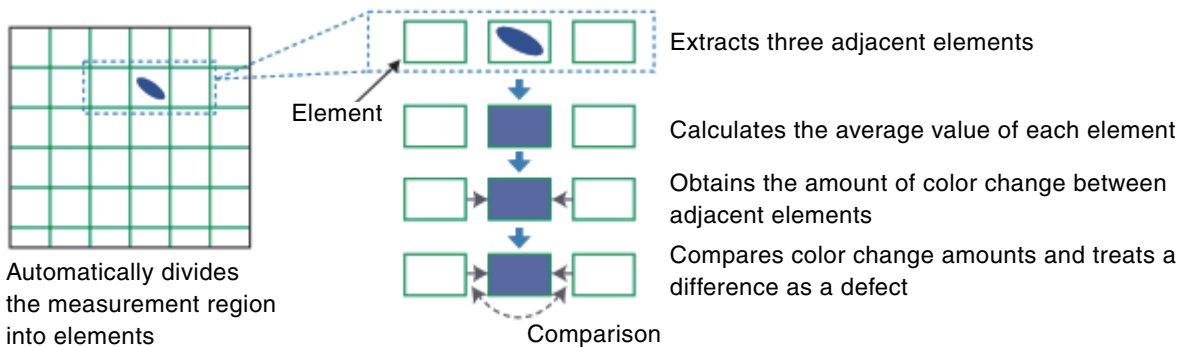 Extracts three adjacent elements
Element
Calculates the average value of each element
Obtains the amount of color change between
adjacent elements
Compares color change amounts and treats a
difference as a defect
Automatically divides
the measurement region
into elements
Comparison